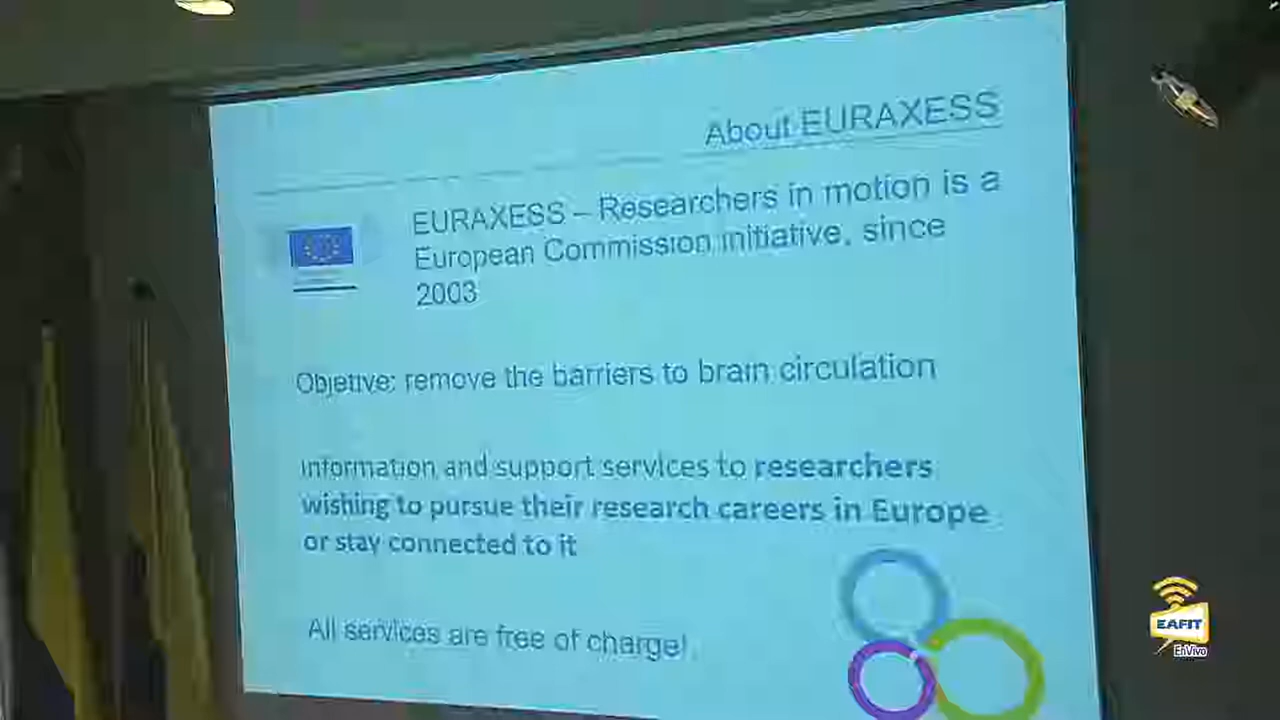 About EURAXESS
EURAXESS – Researchers in motion is a
European Commission initiative, since
2003
Objetive: remove the barriers to brain circulation
Information and support services to researchers
wishing to pursue their research careers in Europe
or stay connected to it
All services are free of charge!
EAFIT
EnVivo